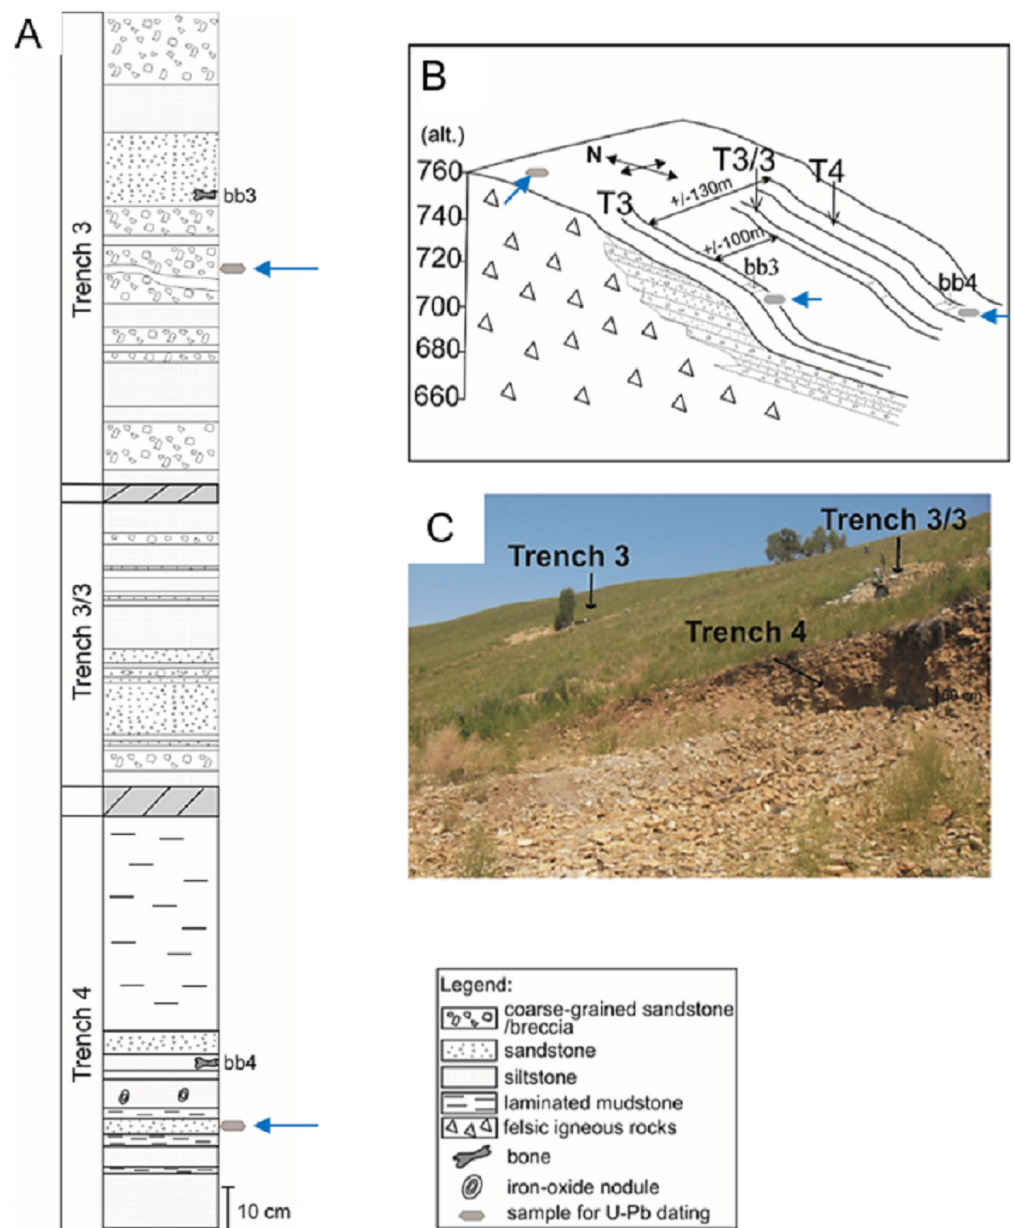 A
Trench 3
bb3
Trench 3/3
Trench 4
bb4
10 cm
B
(alt.)
760
740
720
700
680
660
N
T3
+/-130m
T3/3
T4
+/-100m
bb3
bb4
C
Trench 3
Trench 3/3
Trench 4
Legend:
coarse-grained sandstone
/breccia
sandstone
siltstone
laminated mudstone
felsic igneous rocks
bone
iron-oxide nodule
sample for U-Pb dating